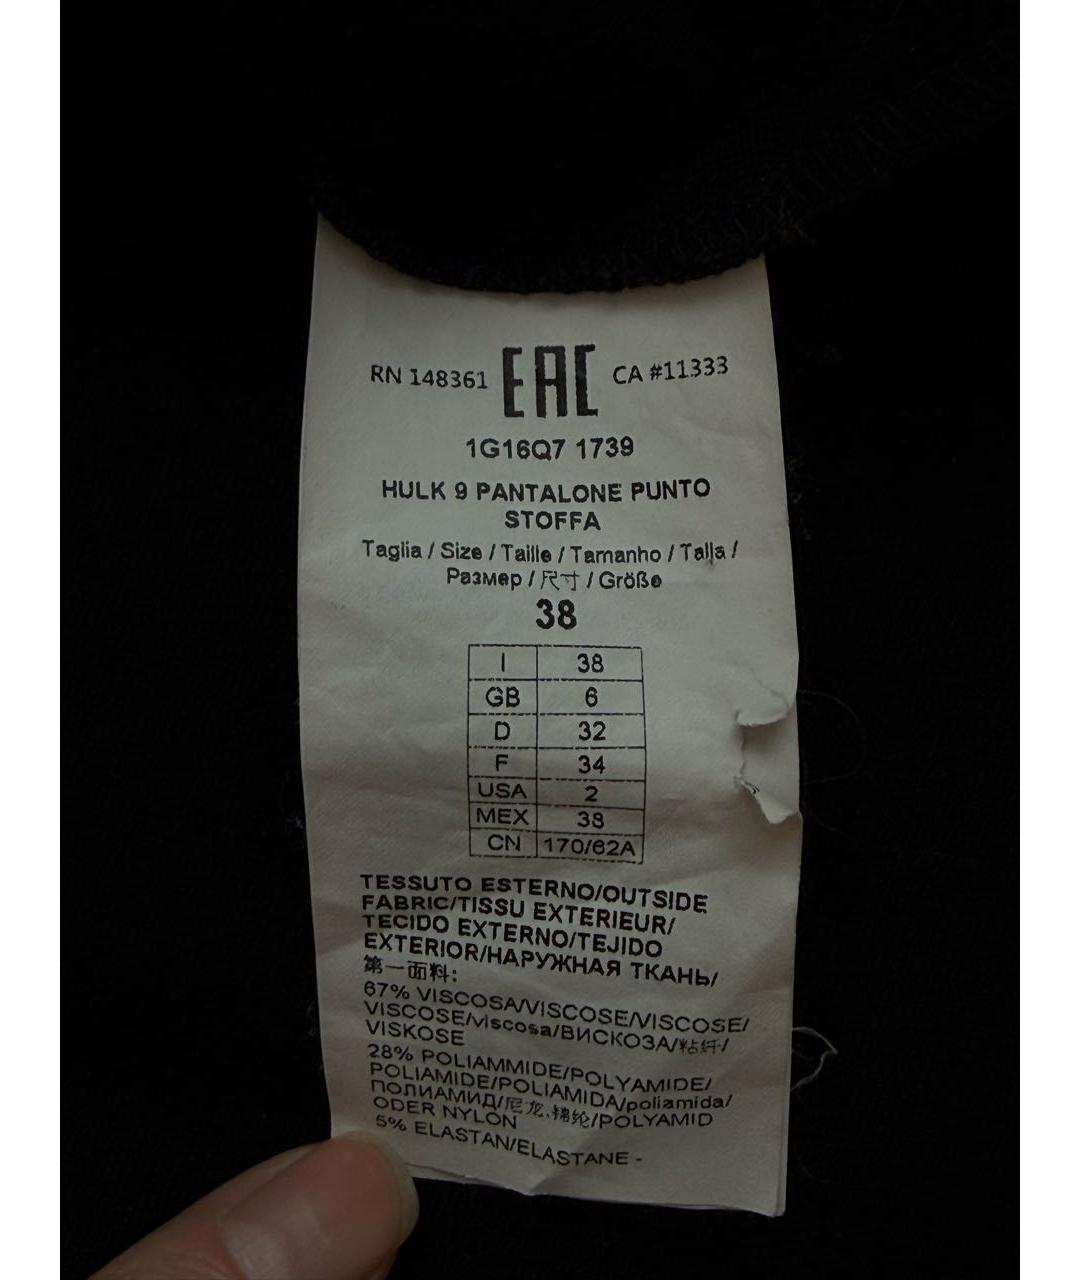 RN 148361 EAC CA #11333
1G16Q7 1739
HULK 9 PANTALONE PUNTO
STOFFA
Taglia / Size / Taille / Tamanho / Talla /
Размер / 尺寸 / Größe
38
I 38
GB 6
D 32
F 34
USA 2
MEX 38
CN 170/62A
TESSUTO ESTERNO/OUTSIDE
FABRIC/TISSU EXTERIEUR/
TECIDO EXTERNO/TEJIDO
EXTERIOR/НАРУЖНАЯ ТКАНЬ/
第一面料:
67% VISCOSA/VISCOSE/VISCOSE/
VISCOSE/viscosa/ВИСКОЗА/粘纤/
VISKOSE
28% POLIAMMIDE/POLYAMIDE/
POLIAMIDE/POLIAMIDA/poliamida/
ПОЛИАМИД/尼龙,锦纶/POLYAMID
ODER NYLON
5% ELASTAN/ELASTANE -